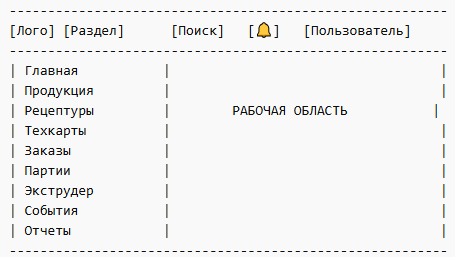 [Лого] [Раздел] [Поиск] [🔔] [Пользователь]
Главная
Продукция
Рецептуры РАБОЧАЯ ОБЛАСТЬ
Техкарты
Заказы
Партии
Экструдер
События
Отчеты